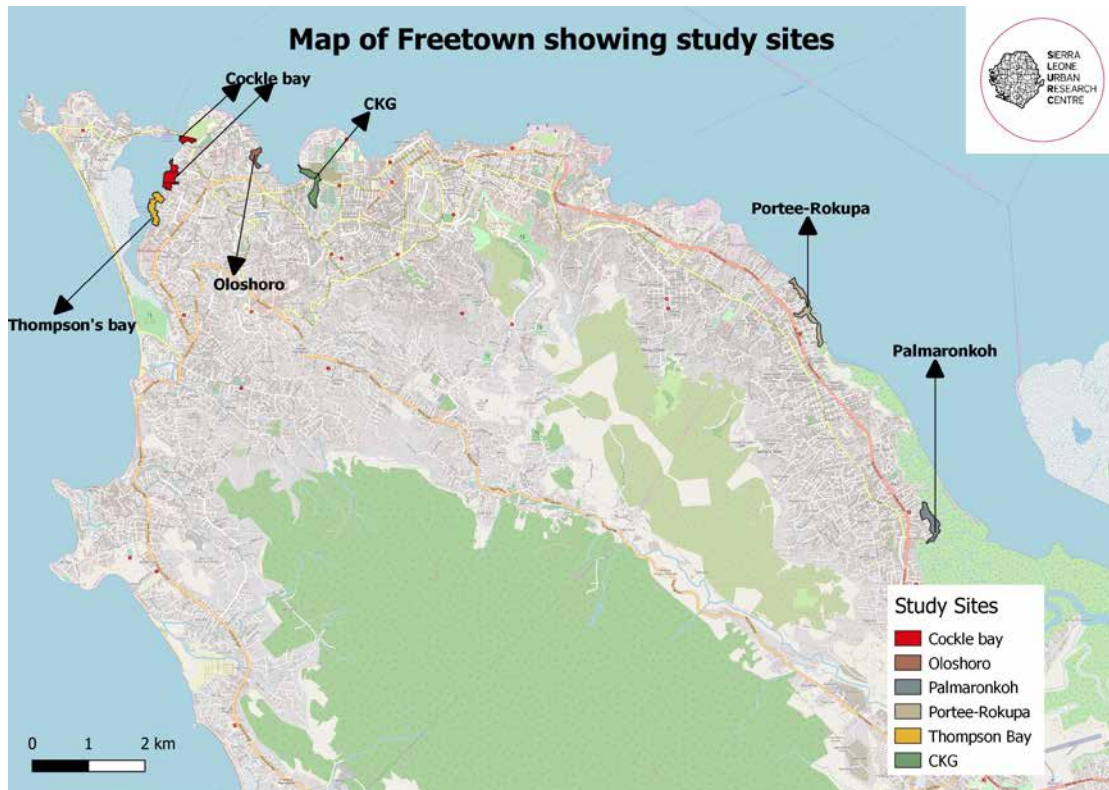 Map of Freetown showing study sites
SIERRA
LEONE
URBAN
RESEARCH
CENTRE
Cockle bay
CKG
Portee-Rokupa
Oloshoro
Thompson's bay
Palmaronkoh
Study Sites
Cockle bay
Oloshoro
Palmaronkoh
Portee-Rokupa
Thompson Bay
CKG
0 1 2 km